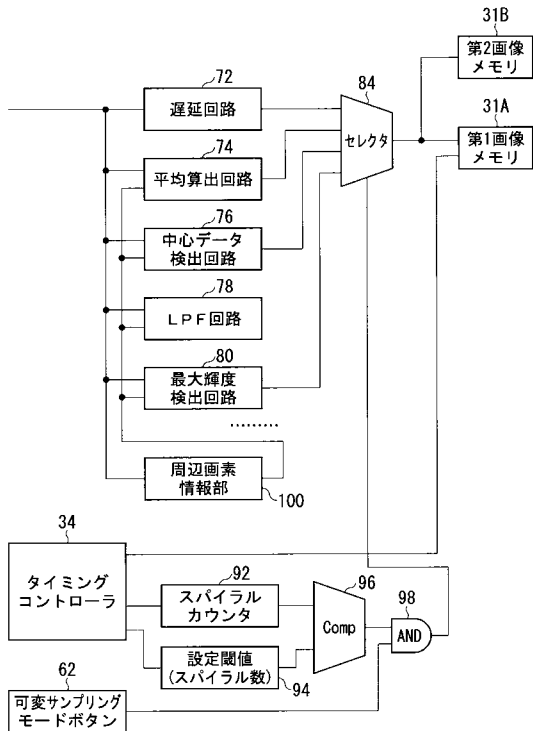 31B
第2画像
メモリ
72
遅延回路
84
セレクタ
31A
第1画像
メモリ
74
平均算出回路
76
中心データ
検出回路
78
LPF回路
80
最大輝度
検出回路
周辺画素
情報部
100
34
タイミング
コントローラ
92
スパイラル
カウンタ
96
Comp
98
AND
設定閾値
(スパイラル数)
94
62
可変サンプリング
モードボタン